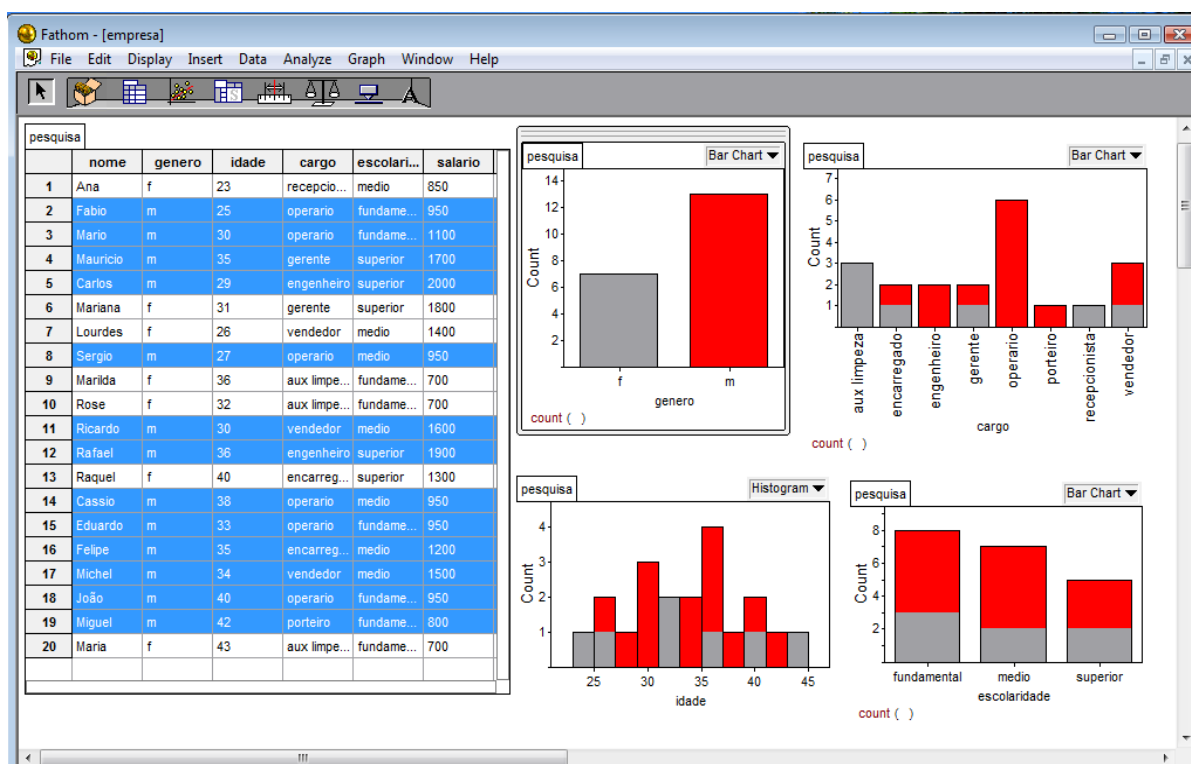 Fathom - [empresa]
File Edit Display Insert Data Analyze Graph Window Help
pesquisa
nome genero idade cargo escolari... salario
1 Ana f 23 recepcio... medio 850
2 Fabio m 25 operario fundame... 950
3 Mario m 30 operario fundame... 1100
4 Mauricio m 35 gerente superior 1700
5 Carlos m 29 engenheiro superior 2000
6 Mariana f 31 gerente superior 1800
7 Lourdes f 26 vendedor medio 1400
8 Sergio m 27 operario medio 950
9 Marilda f 36 aux limpe... fundame... 700
10 Rose f 32 aux limpe... fundame... 700
11 Ricardo m 30 vendedor medio 1600
12 Rafael m 36 engenheiro superior 1900
13 Raquel f 40 encarreg... superior 1300
14 Cassio m 38 operario medio 950
15 Eduardo m 33 operario fundame... 950
16 Felipe m 35 encarreg... medio 1200
17 Michel m 34 vendedor medio 1500
18 João m 40 operario fundame... 950
19 Miguel m 42 porteiro fundame... 800
20 Maria f 43 aux limpe... fundame... 700
pesquisa Bar Chart
14
12
10
8
6
4
2
Count
f m
genero
count ( )
pesquisa Bar Chart
7
6
5
4
3
2
1
Count
aux limpeza encarregado engenheiro gerente operario porteiro recepcionista vendedor
cargo
count ( )
pesquisa Histogram
4
3
2
1
Count
25 30 35 40 45
idade
pesquisa Bar Chart
8
6
4
2
Count
fundamental medio superior
escolaridade
count ( )